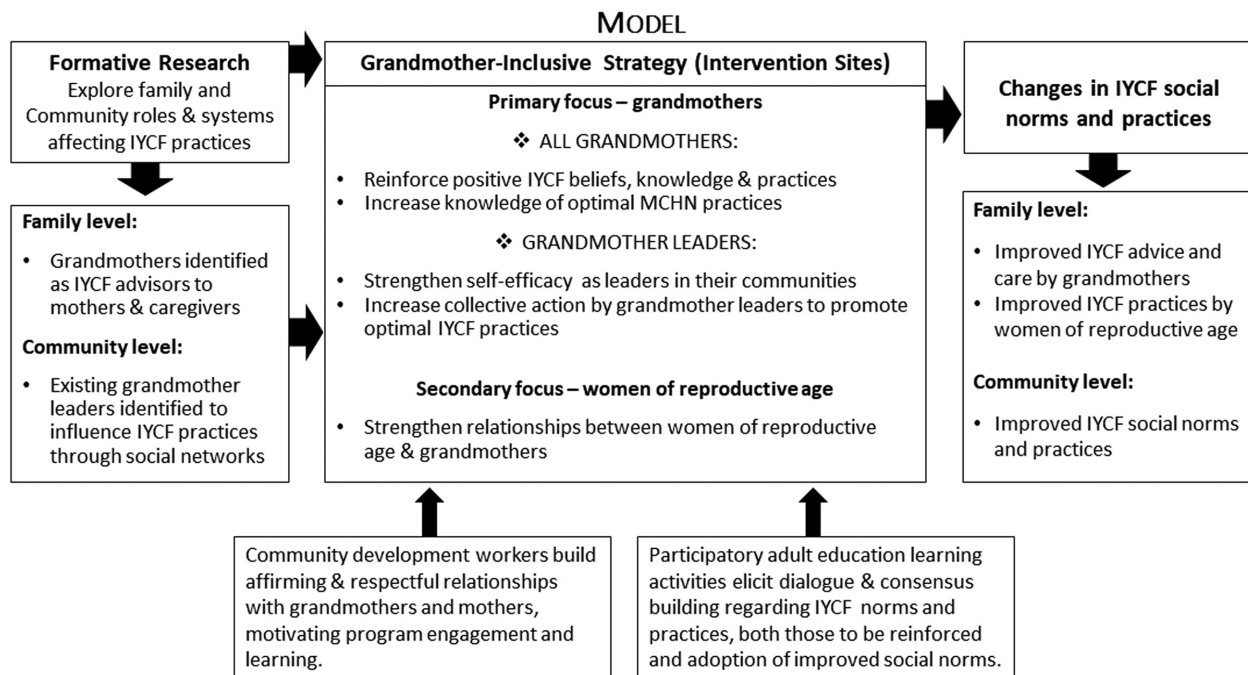 MODEL
Formative Research
Explore family and
Community roles & systems
affecting IYCF practices
Family level:
• Grandmothers identified
as IYCF advisors to
mothers & caregivers
Community level:
• Existing grandmother
leaders identified to
influence IYCF practices
through social networks
Grandmother-Inclusive Strategy (Intervention Sites)
Primary focus – grandmothers
❖ ALL GRANDMOTHERS:
• Reinforce positive IYCF beliefs, knowledge & practices
• Increase knowledge of optimal MCHN practices
❖ GRANDMOTHER LEADERS:
• Strengthen self-efficacy as leaders in their communities
• Increase collective action by grandmother leaders to promote
optimal IYCF practices
Secondary focus – women of reproductive age
• Strengthen relationships between women of reproductive
age & grandmothers
Community development workers build
affirming & respectful relationships
with grandmothers and mothers,
motivating program engagement and
learning.
Participatory adult education learning
activities elicit dialogue & consensus
building regarding IYCF norms and
practices, both those to be reinforced
and adoption of improved social norms.
Changes in IYCF social
norms and practices
Family level:
• Improved IYCF advice and
care by grandmothers
• Improved IYCF practices by
women of reproductive age
Community level:
• Improved IYCF social norms
and practices